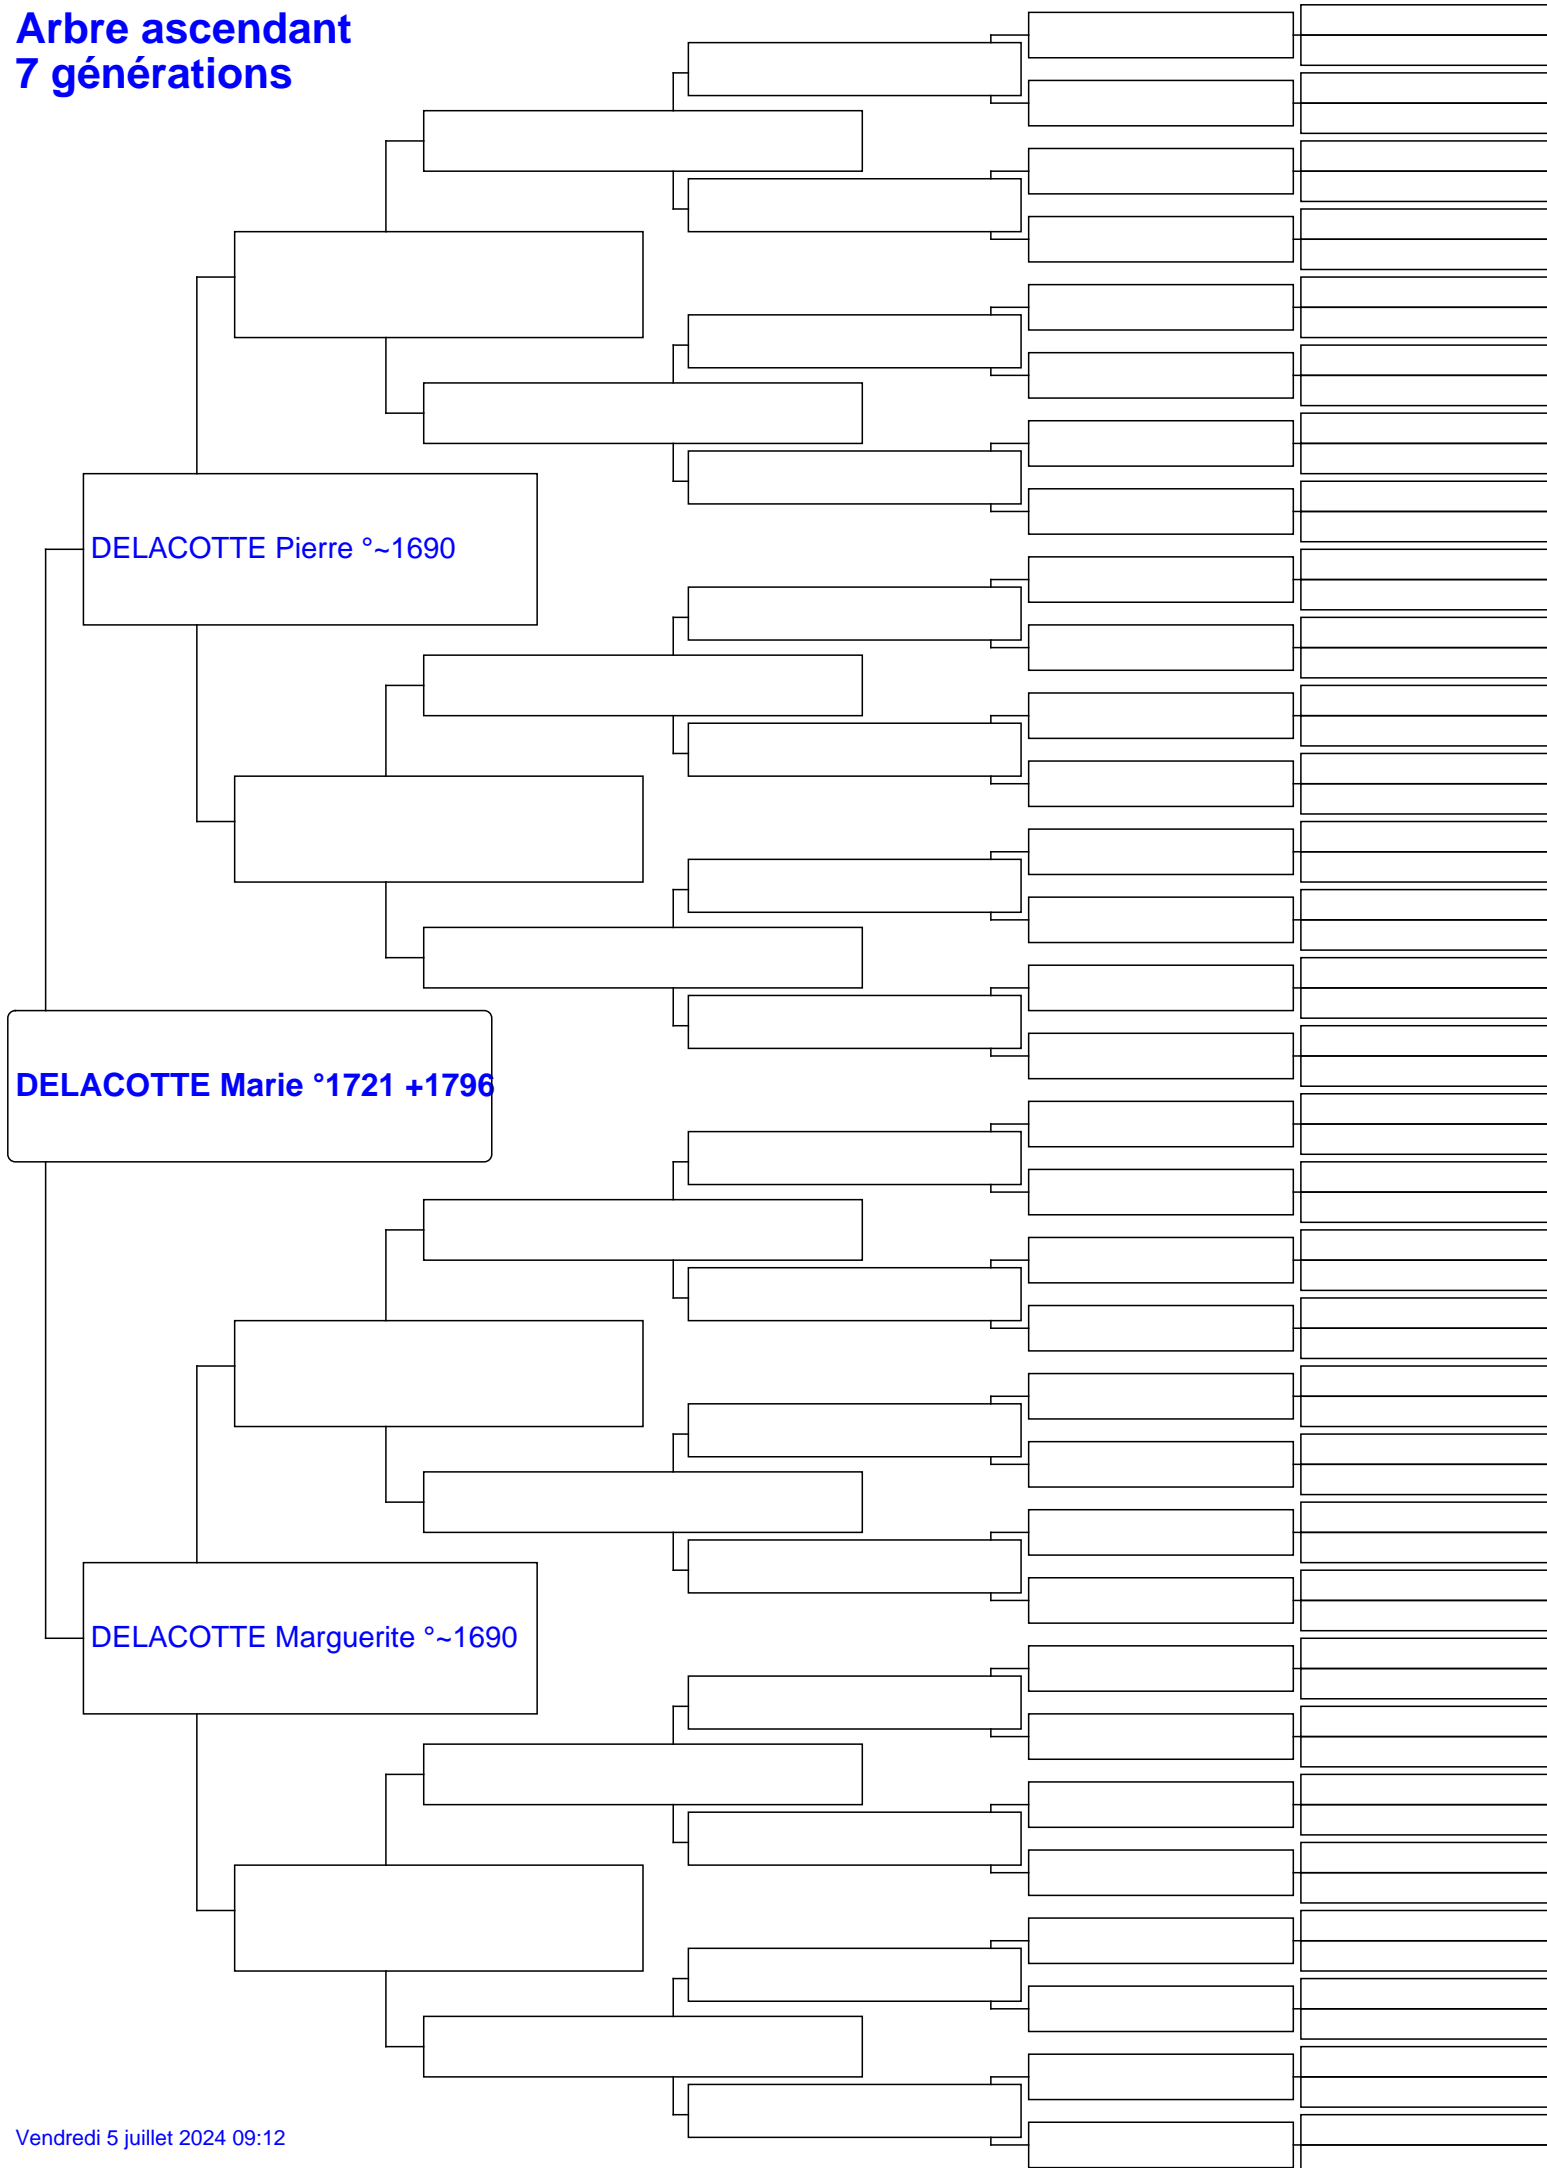 Arbre ascendant
7 générations
DELACOTTE Pierre °~1690
DELACOTTE Marie °1721 +1796
DELACOTTE Marguerite °~1690
Vendredi 5 juillet 2024 09:12